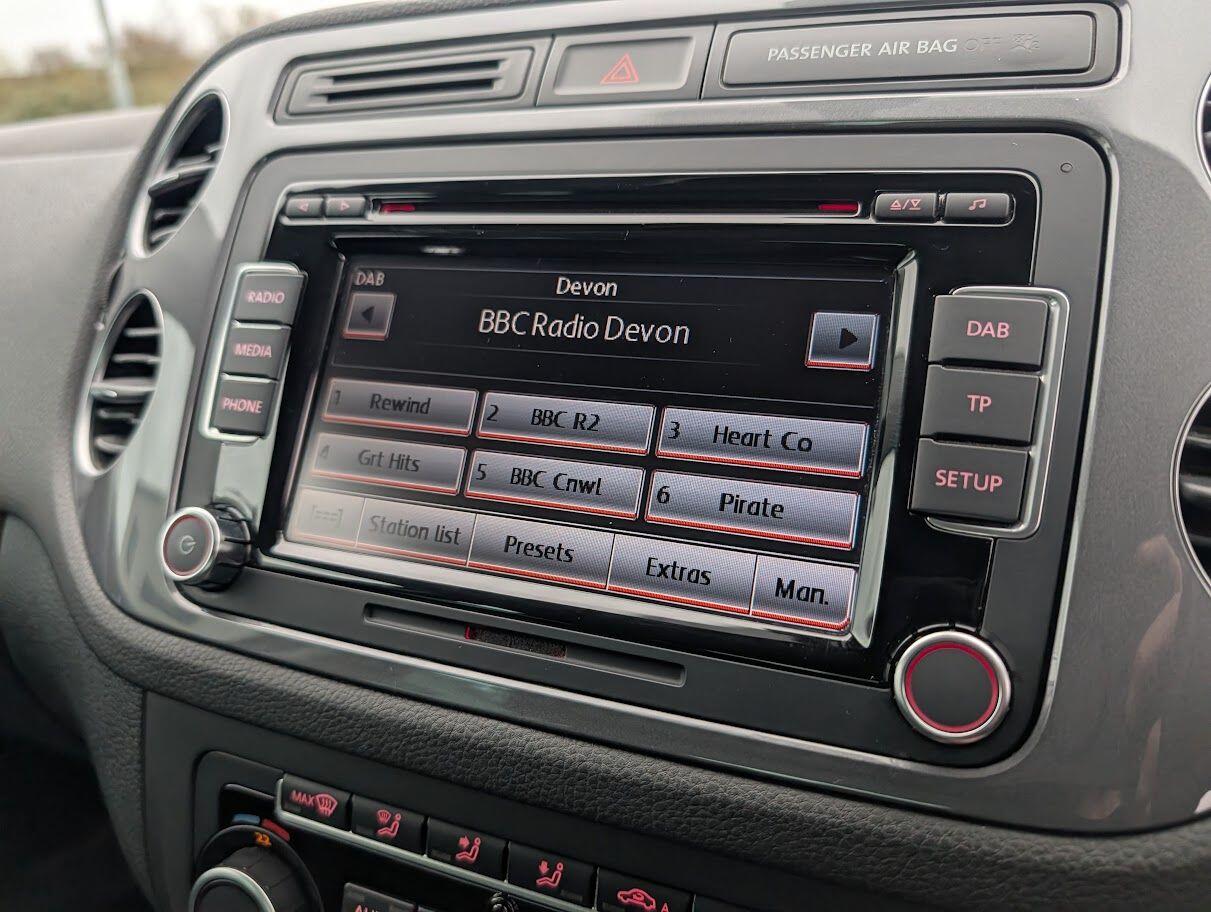 PASSENGER AIR BAG OFF
RADIO
MEDIA
PHONE
DAB
Devon
BBC Radio Devon
1 Rewind
2 BBC R2
3 Heart Co
4 Grt Hits
5 BBC Cnwl
6 Pirate
Station list
Presets
Extras
Man.
DAB
TP
SETUP
MAX
22
A